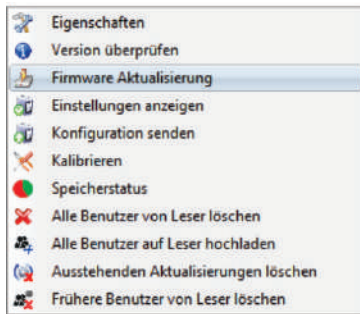 Eigenschaften
Version überprüfen
Firmware Aktualisierung
Einstellungen anzeigen
Konfiguration senden
Kalibrieren
Speicherstatus
Alle Benutzer von Leser löschen
Alle Benutzer auf Leser hochladen
Ausstehenden Aktualisierungen löschen
Frühere Benutzer von Leser löschen